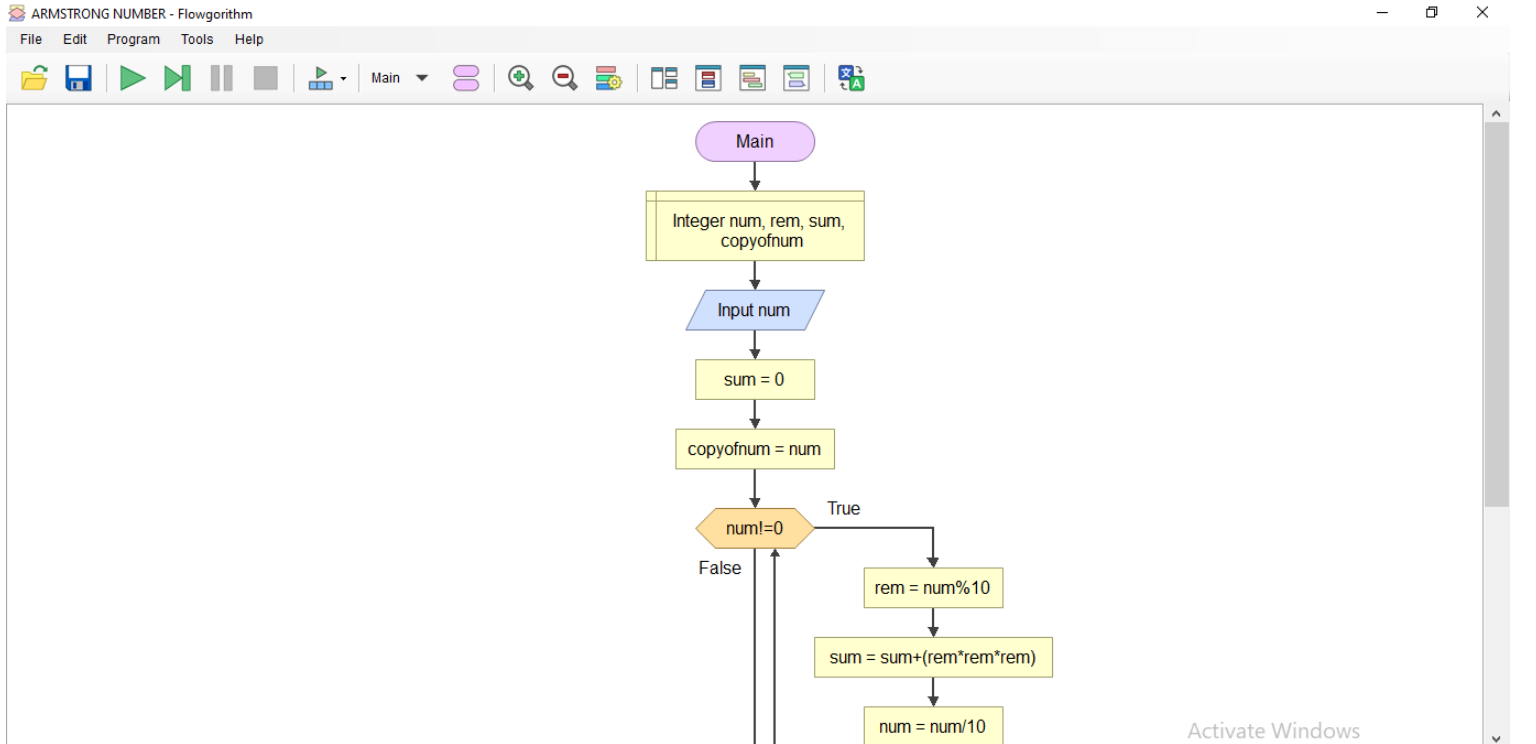 ARMSTRONG NUMBER - Flowgorithm
File Edit Program Tools Help
Main
Main
Integer num, rem, sum,
copyofnum
Input num
sum = 0
copyofnum = num
num!=0
True
False
rem = num%10
sum = sum+(rem*rem*rem)
num = num/10
Activate Windows